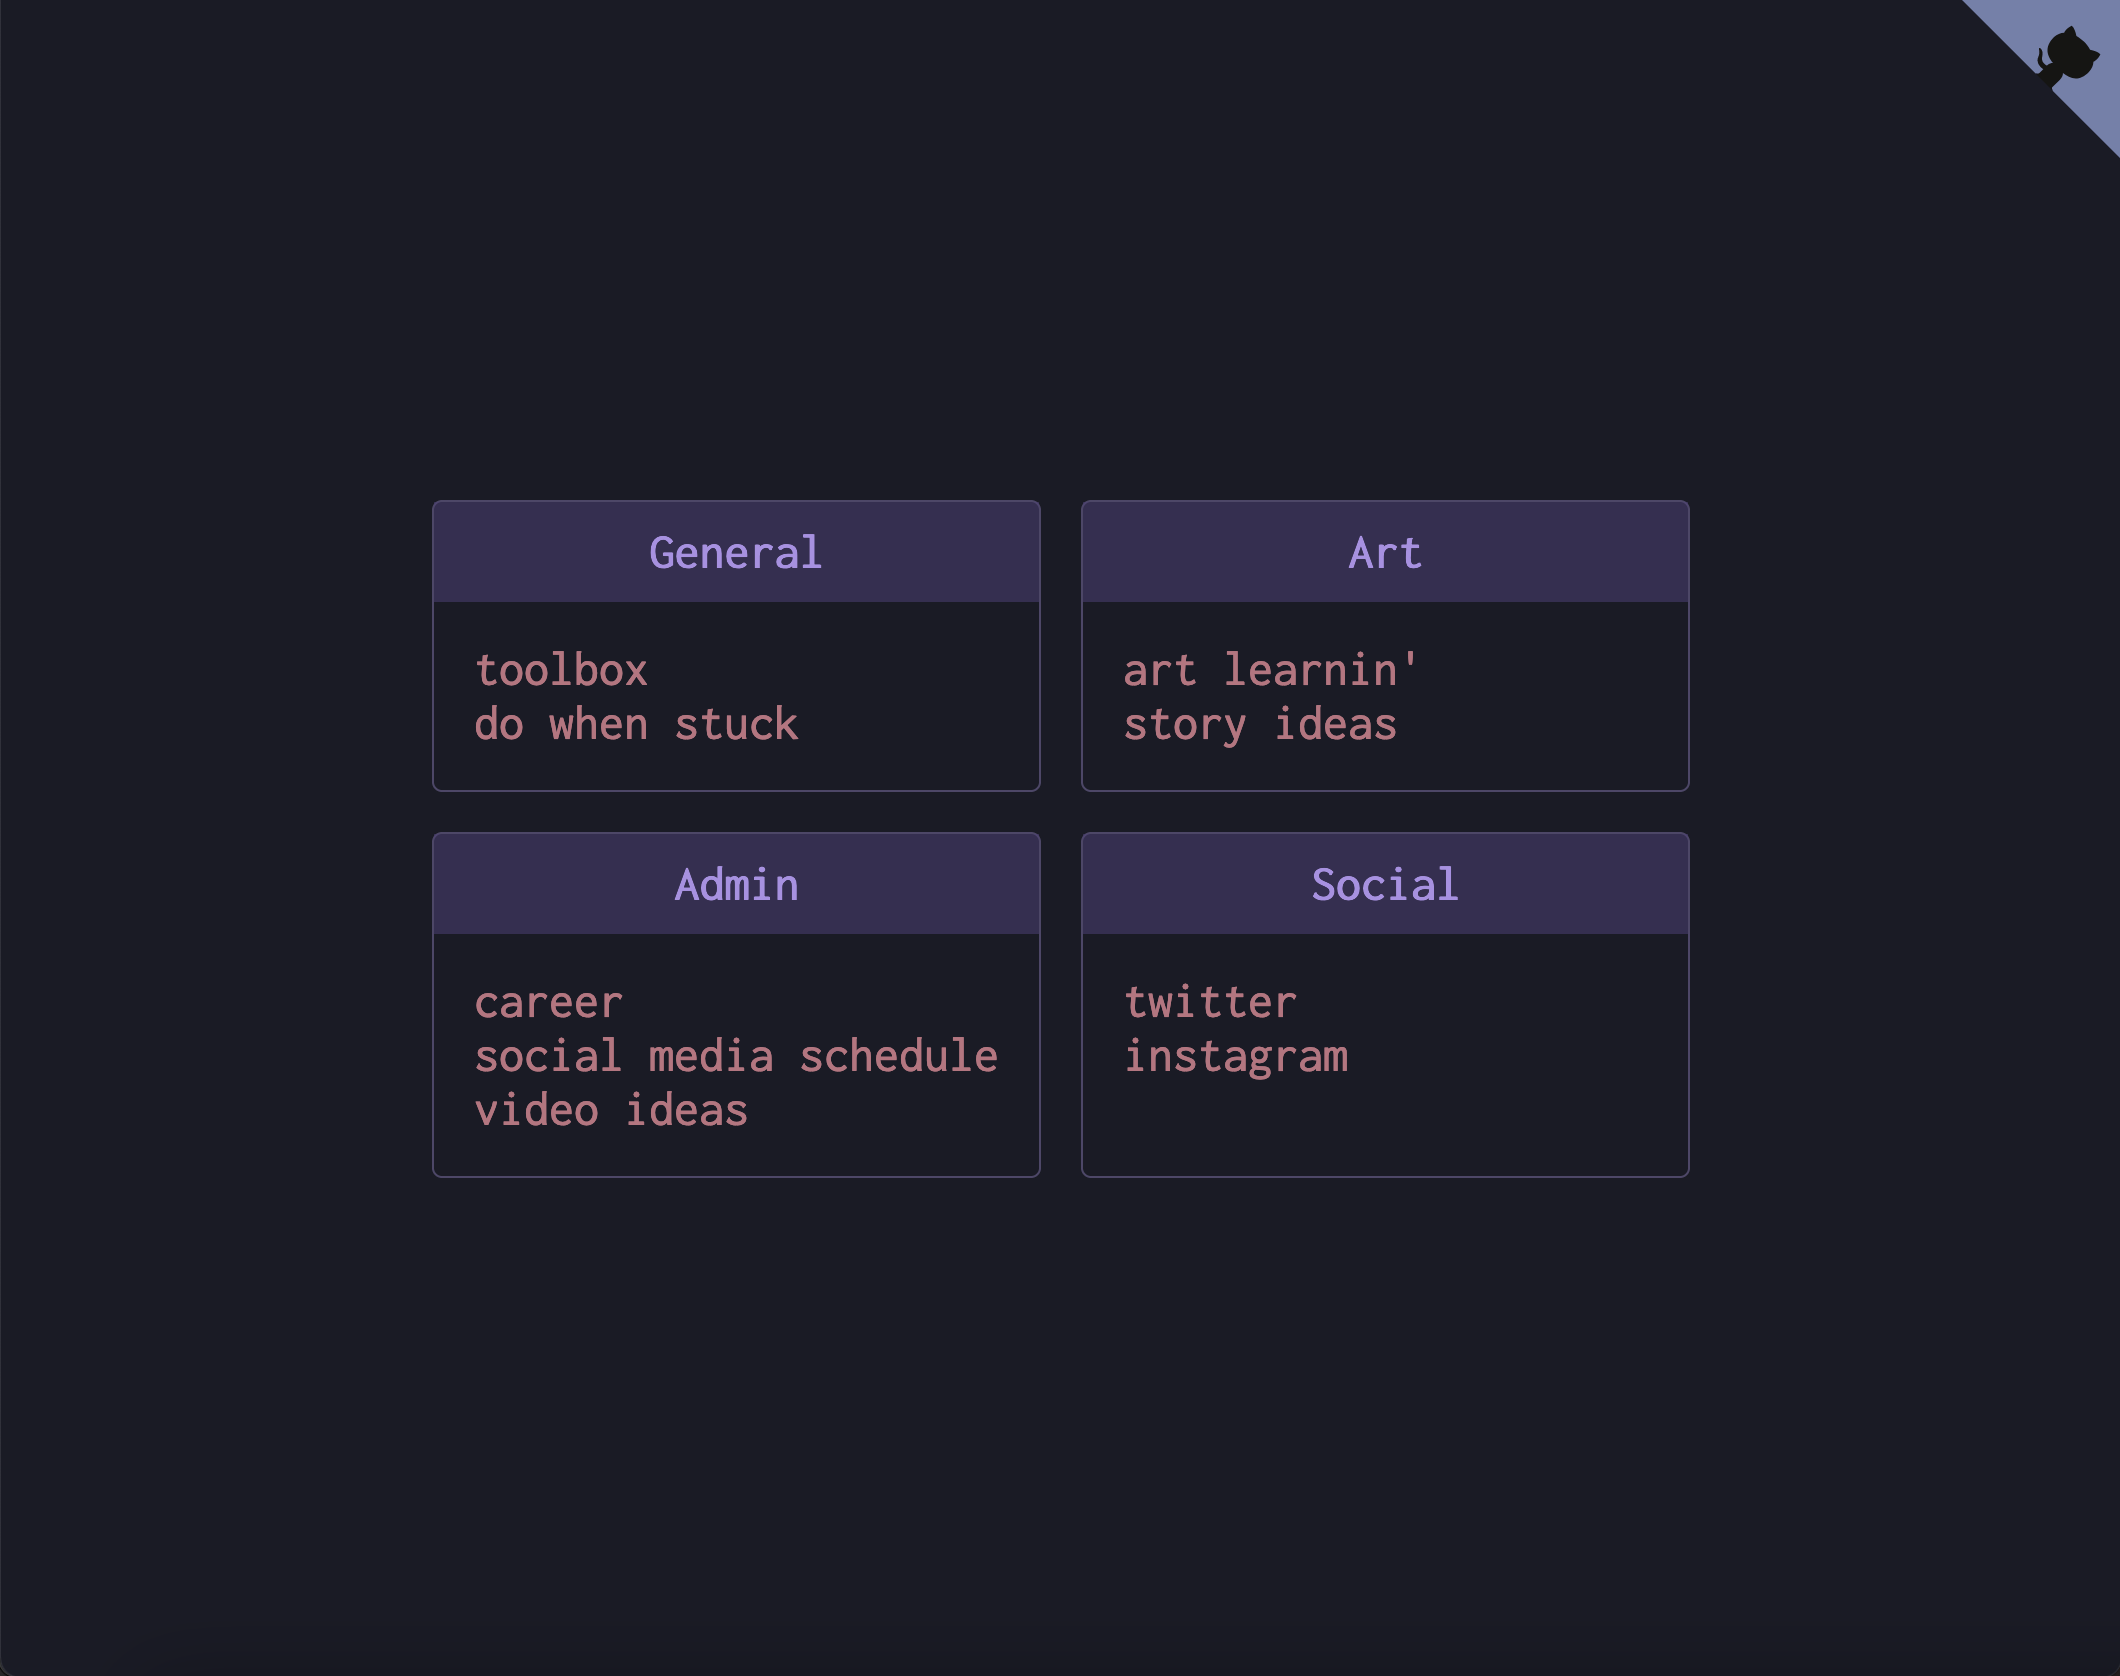 General
toolbox
do when stuck
Art
art learnin'
story ideas
Admin
career
social media schedule
video ideas
Social
twitter
instagram